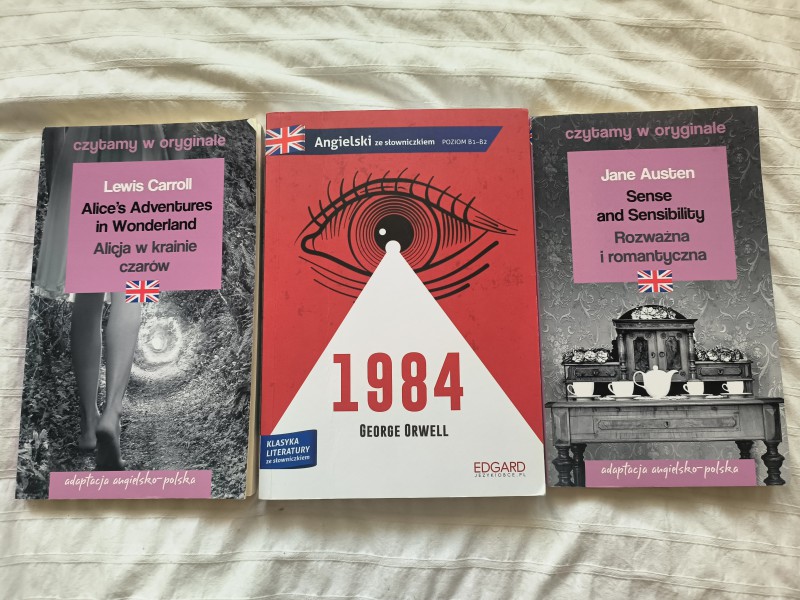 czytamy w oryginale
Lewis Carroll
Alice's Adventures
in Wonderland
Alicja w krainie
czarów
adaptacja angielsko-polska
Angielski ze słowniczkiem POZIOM B1-B2
1984
GEORGE ORWELL
KLASYKA
LITERATURY
ze słowniczkiem
EDGARD
JEZYKIOBCE.PL
czytamy w oryginale
Jane Austen
Sense
and Sensibility
Rozważna
i romantyczna
adaptacja angielsko-polska